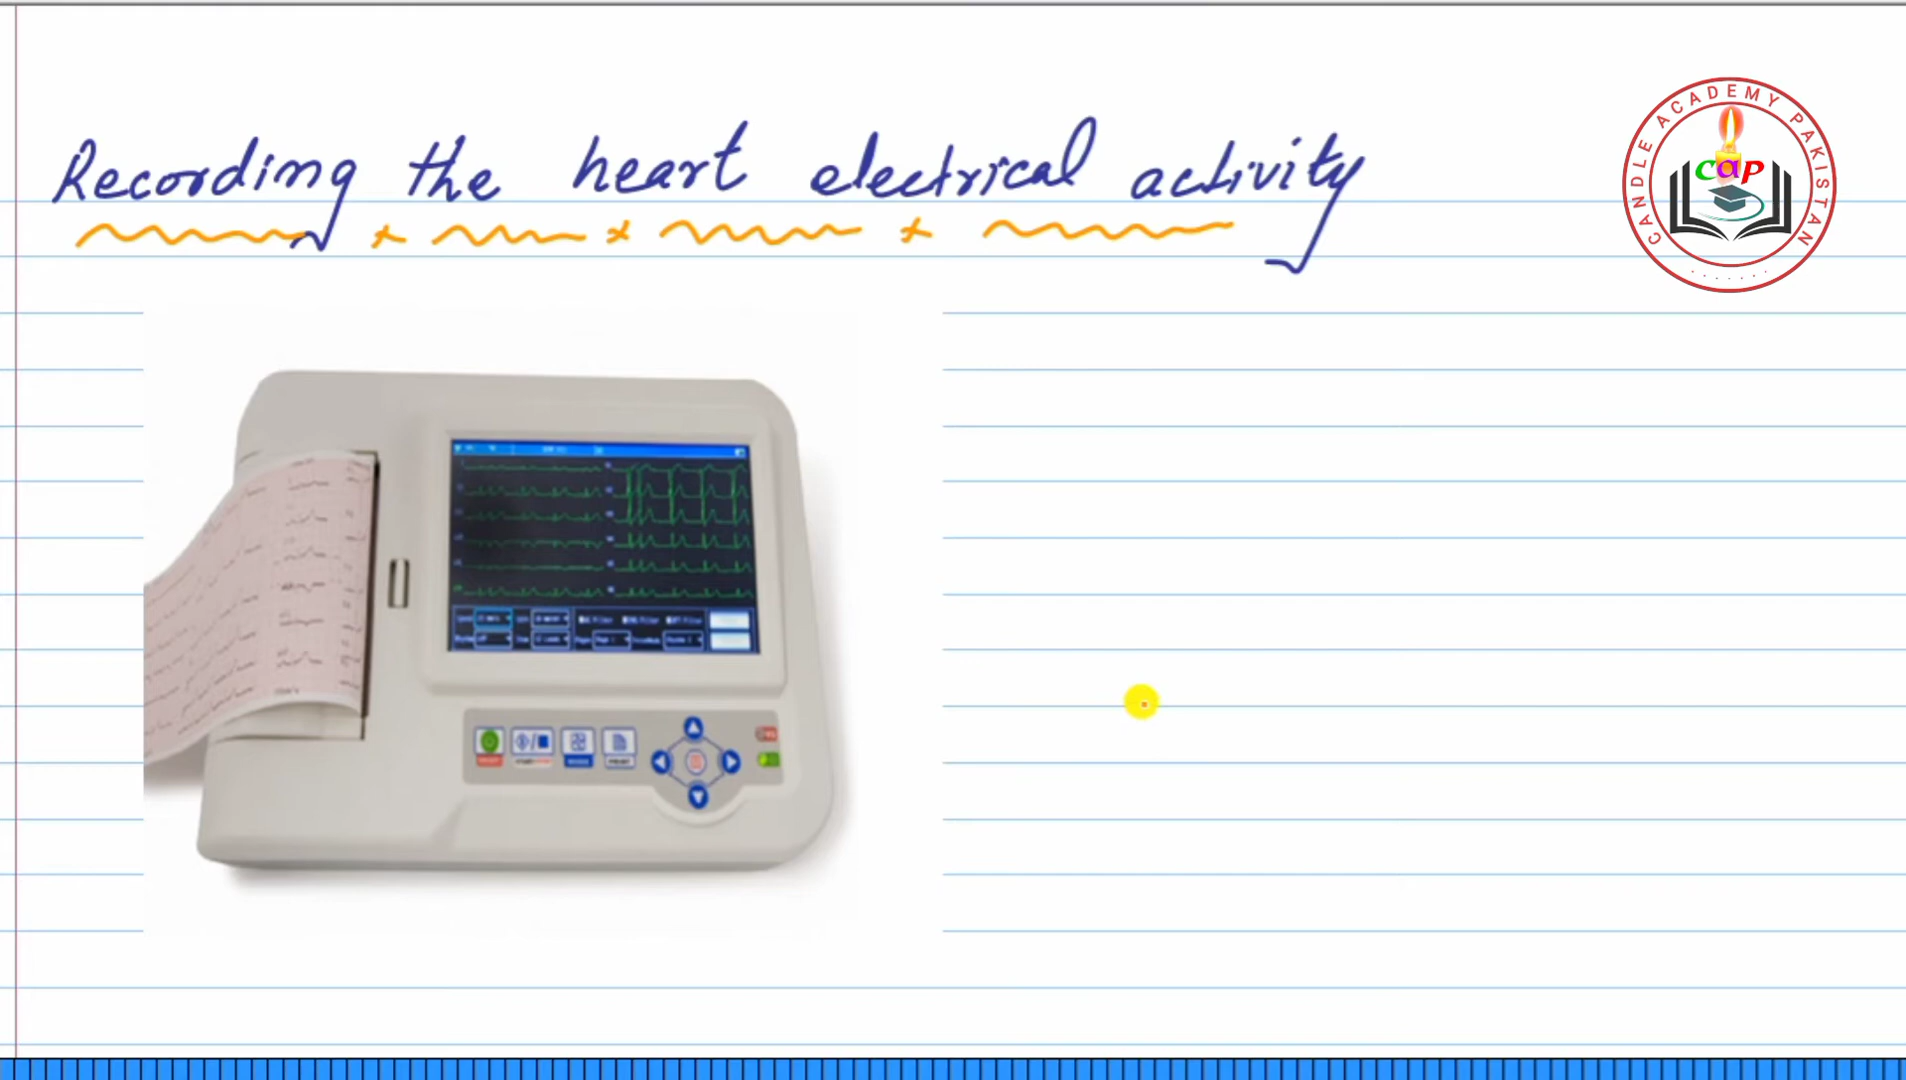 Recording the heart electrical activity
CANDLE ACADEMY PAKISTAN
cap